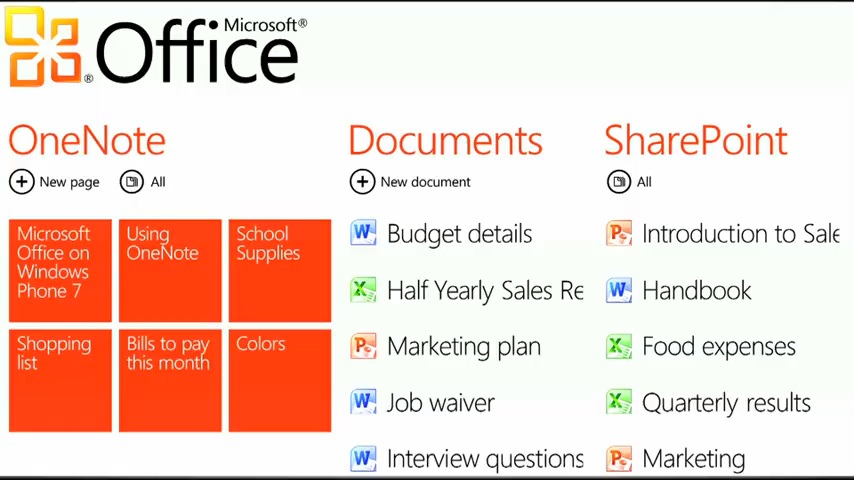 Microsoft®
®Office
OneNote
New page
All
Microsoft
Office on
Windows
Phone 7
Using
OneNote
School
Supplies
Shopping
list
Bills to pay
this month
Colors
Documents
New document
Budget details
Half Yearly Sales Re
Marketing plan
Job waiver
Interview questions
SharePoint
All
Introduction to Sale
Handbook
Food expenses
Quarterly results
Marketing